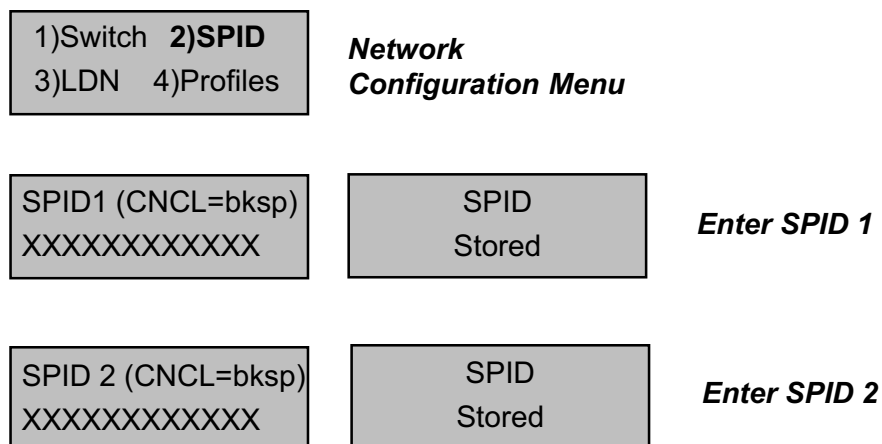 1)Switch 2)SPID
3)LDN 4)Profiles
Network
Configuration Menu
SPID1 (CNCL=bksp)
XXXXXXXXXXXX
SPID
Stored
Enter SPID 1
SPID 2 (CNCL=bksp)
XXXXXXXXXXXX
SPID
Stored
Enter SPID 2